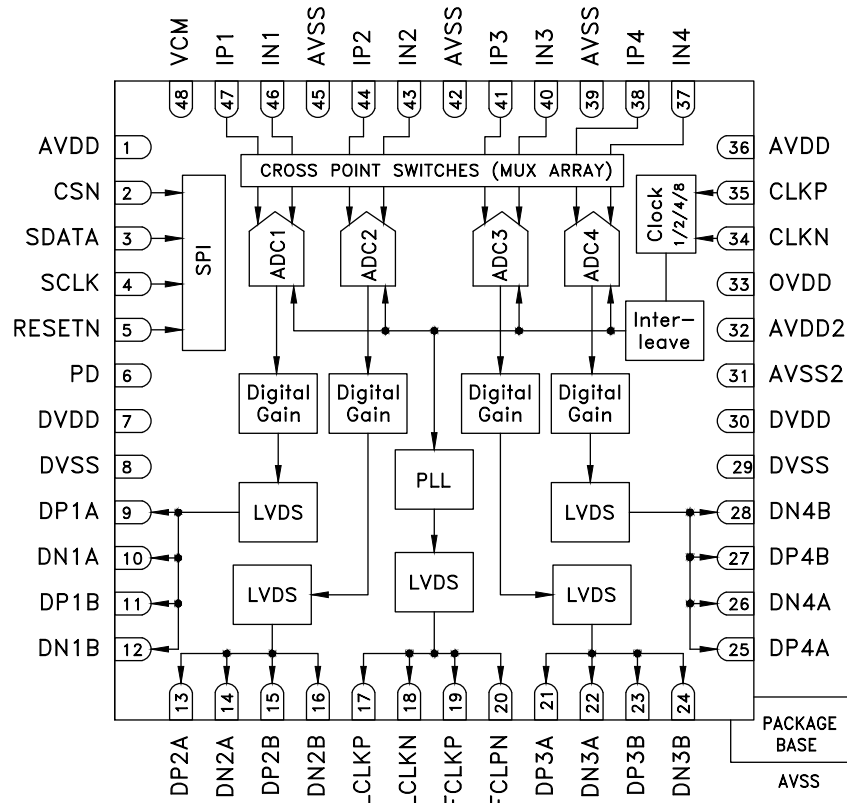 VCM
IP1
IN1
AVSS
IP2
IN2
AVSS
IP3
IN3
AVSS
IP4
IN4
48
47
46
45
44
43
42
41
40
39
38
37
AVDD
1
CSN
2
SDATA
3
SCLK
4
RESETN
5
PD
6
DVDD
7
DVSS
8
DP1A
9
DN1A
10
DP1B
11
DN1B
12
CROSS POINT SWITCHES (MUX ARRAY)
SPI
ADC1
ADC2
ADC3
ADC4
Clock
1/2/4/8
Inter-
leave
Digital
Gain
Digital
Gain
Digital
Gain
Digital
Gain
PLL
LVDS
LVDS
LVDS
LVDS
LVDS
36
AVDD
35
CLKP
34
CLKN
33
OVDD
32
AVDD2
31
AVSS2
30
DVDD
29
DVSS
28
DN4B
27
DP4B
26
DN4A
25
DP4A
13
14
15
16
17
18
19
20
21
22
23
24
DP2A
DN2A
DP2B
DN2B
LCLKP
LCLKN
FCLKP
FCLPN
DP3A
DN3A
DP3B
DN3B
PACKAGE
BASE
AVSS